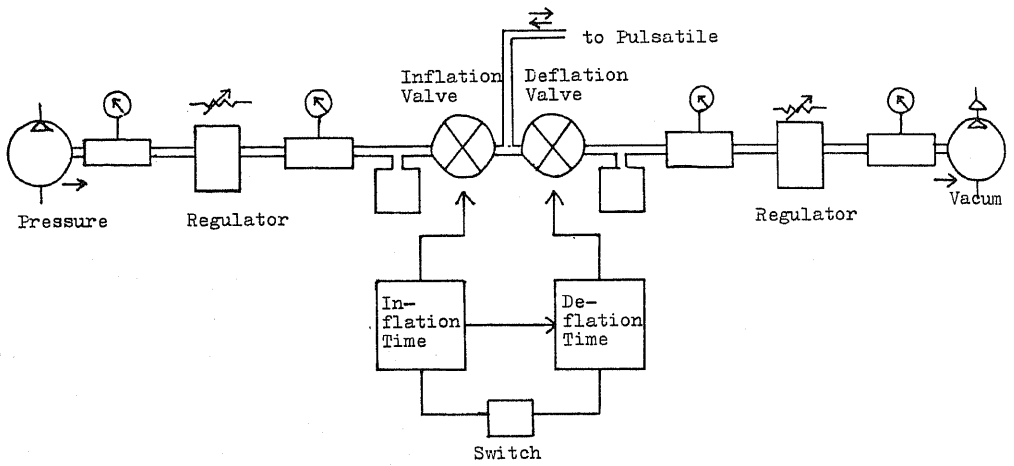 to Pulsatile
Inflation
Valve
Deflation
Valve
Pressure
Regulator
Regulator
Vacum
In-
flation
Time
De-
flation
Time
Switch